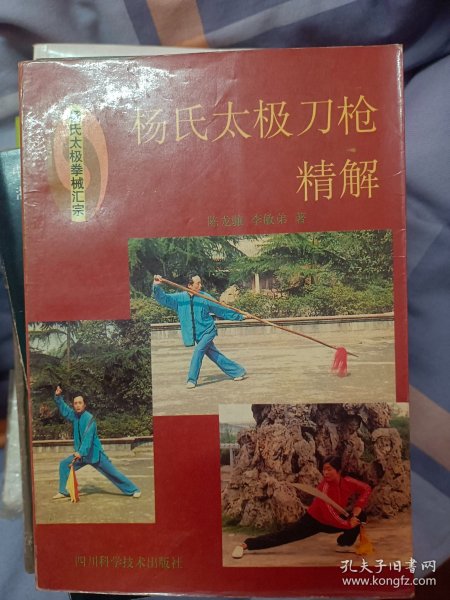 杨氏太极拳械汇宗
杨氏太极刀枪
精解
陈龙骧 李敏弟 著
四川科学技术出版社
孔夫子旧书网
www.kongfz.com